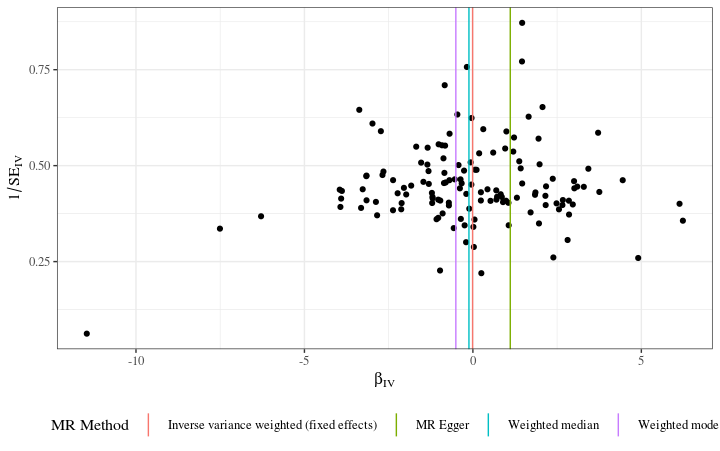 1/SE_IV
0.75
0.50
0.25
-10
-5
0
5
β_IV
MR Method
Inverse variance weighted (fixed effects)
MR Egger
Weighted median
Weighted mode